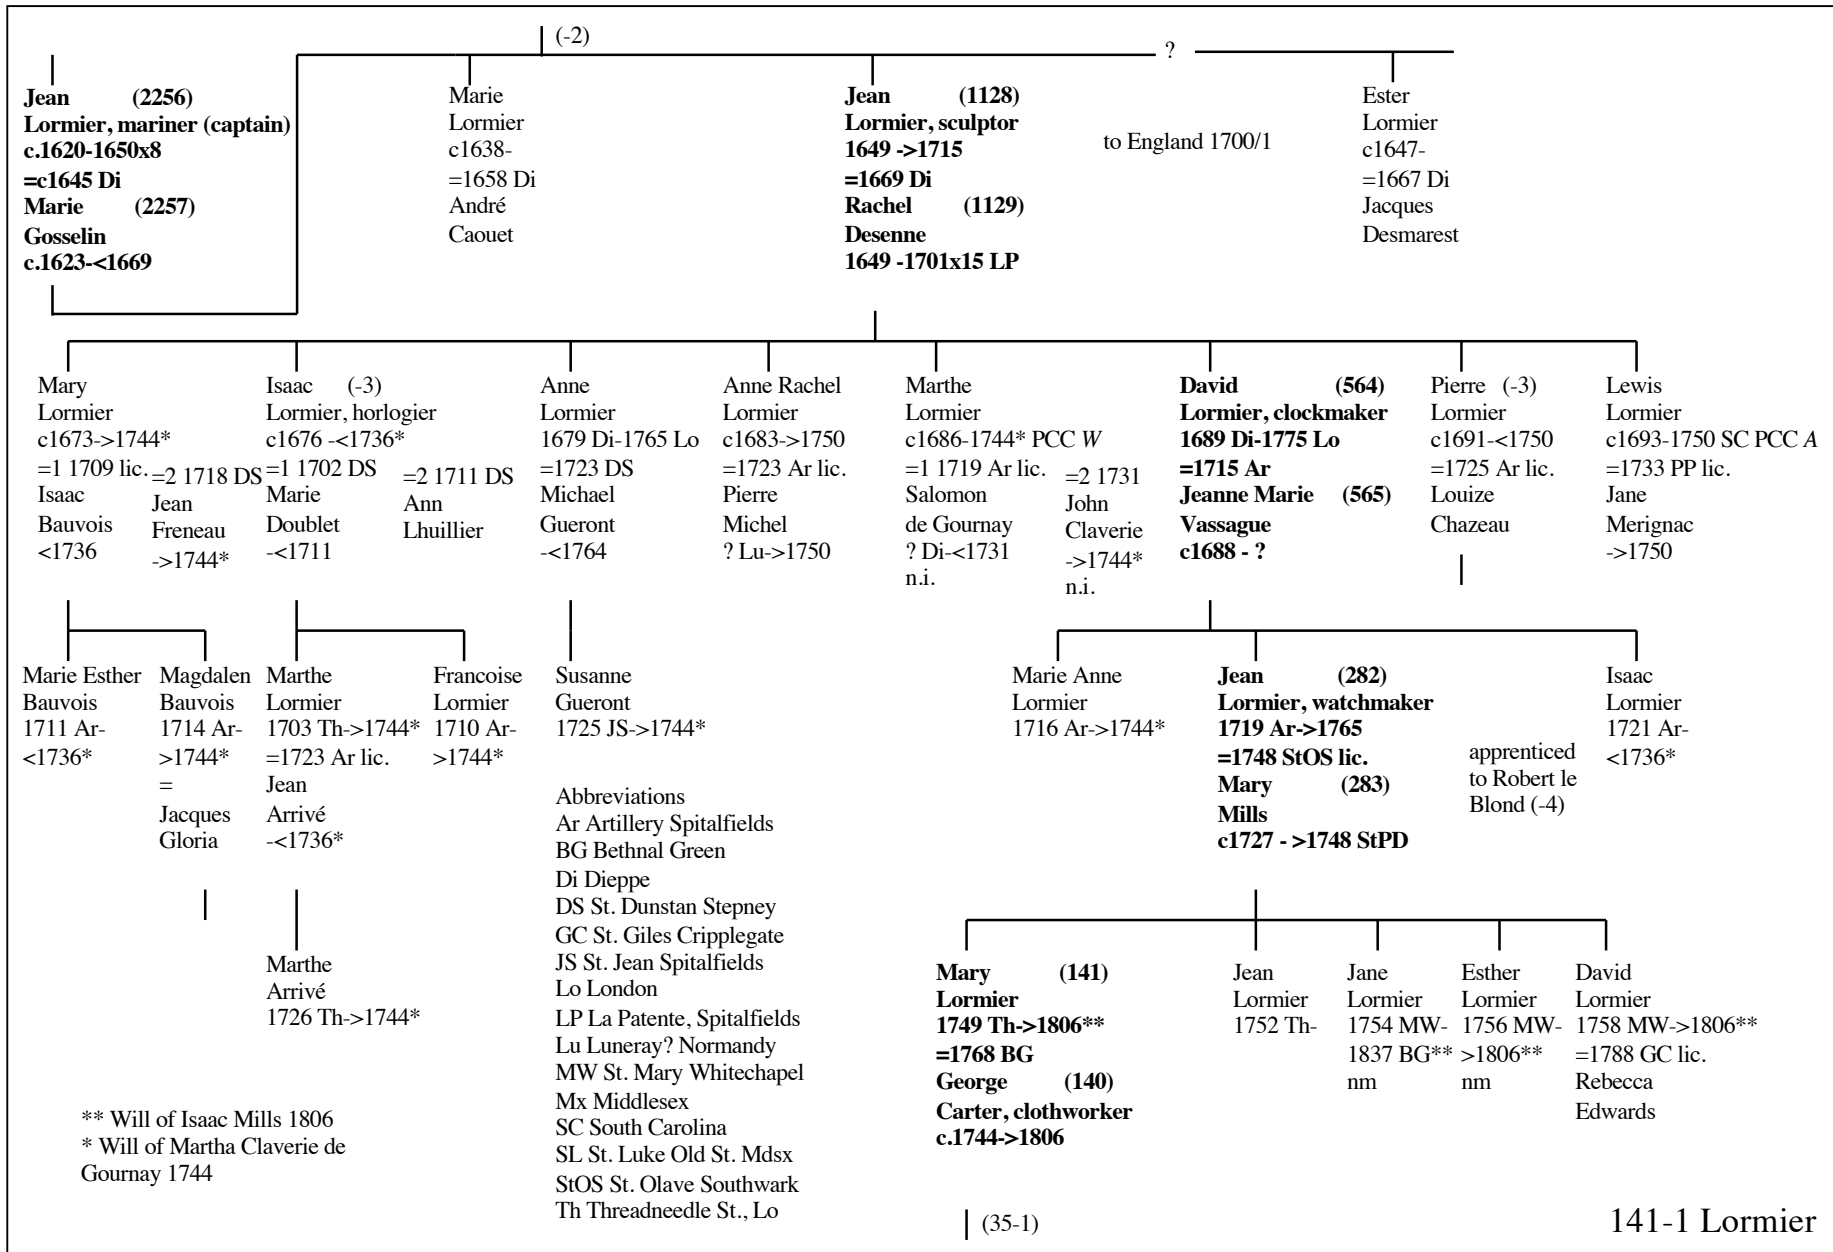 (-2)
?
Jean (2256)
Lormier, mariner (captain)
c.1620-1650x8
=c1645 Di
Marie (2257)
Gosselin
c.1623-<1669
Marie
Lormier
c1638-
=1658 Di
André
Caouet
Jean (1128)
Lormier, sculptor
1649 ->1715
=1669 Di
Rachel (1129)
Desenne
1649 -1701x15 LP
to England 1700/1
Ester
Lormier
c1647-
=1667 Di
Jacques
Desmarest
Mary
Lormier
c1673->1744*
=1 1709 lic.
Isaac
Bauvois
<1736
=2 1718 DS
Jean
Freneau
->1744*
Isaac (-3)
Lormier, horlogier
c1676 -<1736*
=1 1702 DS
Marie
Doublet
-<1711
=2 1711 DS
Ann
Lhuillier
Anne
Lormier
1679 Di-1765 Lo
=1723 DS
Michael
Gueront
-<1764
Anne Rachel
Lormier
c1683->1750
=1723 Ar lic.
Pierre
Michel
? Lu->1750
Marthe
Lormier
c1686-1744* PCC W
=1 1719 Ar lic.
Salomon
de Gournay
? Di-<1731
n.i.
=2 1731
John
Claverie
->1744*
n.i.
David (564)
Lormier, clockmaker
1689 Di-1775 Lo
=1715 Ar
Jeanne Marie (565)
Vassague
c1688 - ?
Pierre (-3)
Lormier
c1691-<1750
=1725 Ar lic.
Louize
Chazeau
Lewis
Lormier
c1693-1750 SC PCC A
=1733 PP lic.
Jane
Merignac
->1750
Marie Esther
Bauvois
1711 Ar-
<1736*
Magdalen
Bauvois
1714 Ar-
>1744*
=
Jacques
Gloria
Marthe
Lormier
1703 Th->1744*
=1723 Ar lic.
Jean
Arrivé
-<1736*
Francoise
Lormier
1710 Ar-
>1744*
Susanne
Gueront
1725 JS->1744*
Marie Anne
Lormier
1716 Ar->1744*
Jean (282)
Lormier, watchmaker
1719 Ar->1765
=1748 StOS lic.
Mary (283)
Mills
c1727 - >1748 StPD
apprenticed
to Robert le
Blond (-4)
Isaac
Lormier
1721 Ar-
<1736*
Abbreviations
Ar Artillery Spitalfields
BG Bethnal Green
Di Dieppe
DS St. Dunstan Stepney
GC St. Giles Cripplegate
JS St. Jean Spitalfields
Lo London
LP La Patente, Spitalfields
Lu Luneray? Normandy
MW St. Mary Whitechapel
Mx Middlesex
SC South Carolina
SL St. Luke Old St. Mdsx
StOS St. Olave Southwark
Th Threadneedle St., Lo
Marthe
Arrivé
1726 Th->1744*
Mary (141)
Lormier
1749 Th->1806**
=1768 BG
George (140)
Carter, clothworker
c.1744->1806
Jean
Lormier
1752 Th-
Jane
Lormier
1754 MW-
1837 BG**
nm
Esther
Lormier
1756 MW-
>1806**
nm
David
Lormier
1758 MW->1806**
=1788 GC lic.
Rebecca
Edwards
** Will of Isaac Mills 1806
* Will of Martha Claverie de
Gournay 1744
(35-1)
141-1 Lormier